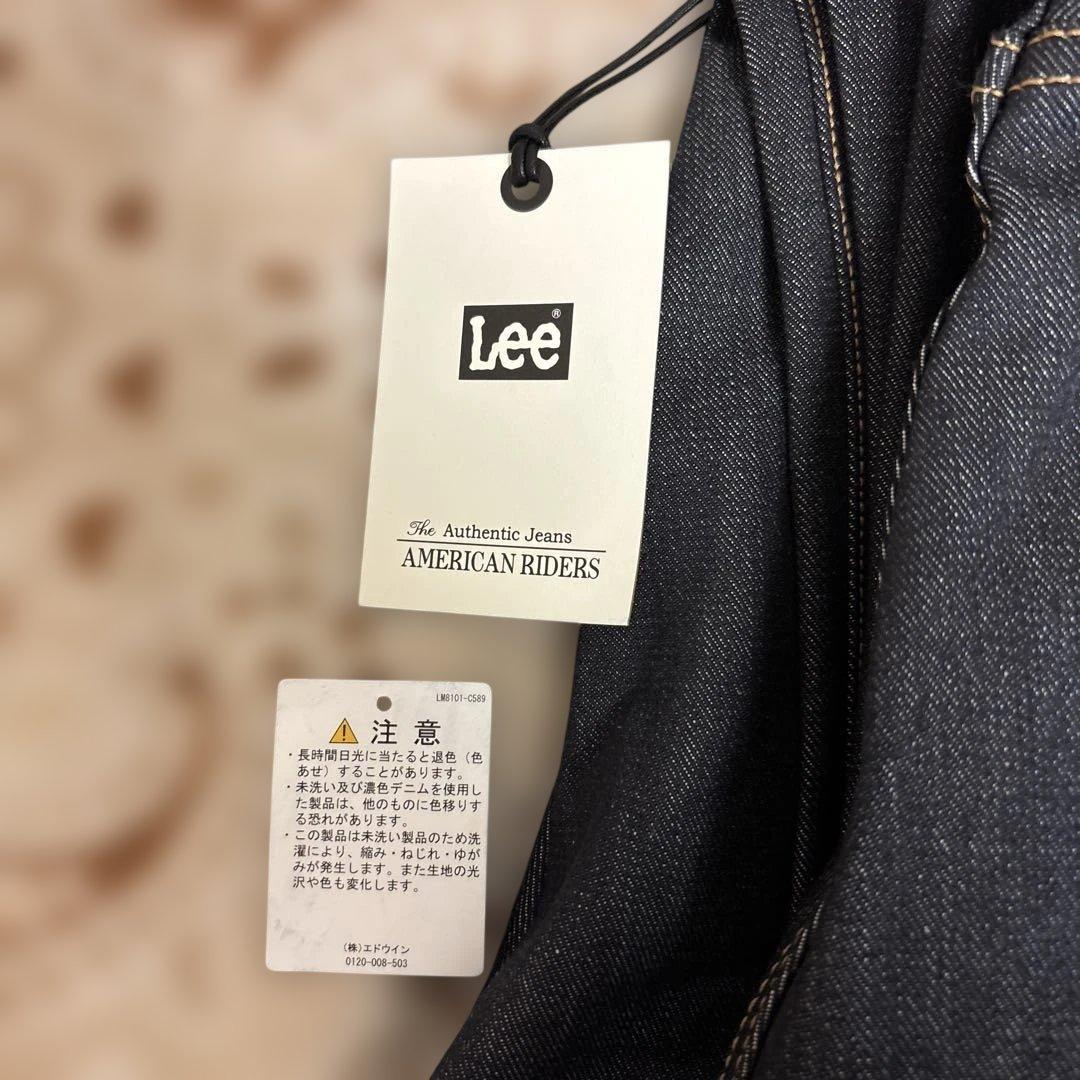 Lee®
The Authentic Jeans
AMERICAN RIDERS
LM8101-C589
注意
・長時間日光に当たると退色（色
あせ）することがあります。
・未洗い及び濃色デニムを使用し
た製品は、他のものに色移りす
る恐れがあります。
・この製品は未洗い製品のため洗
濯により、縮み・ねじれ・ゆが
みが発生します。また生地の光
沢や色も変化します。
(株)エドウイン
0120-008-503